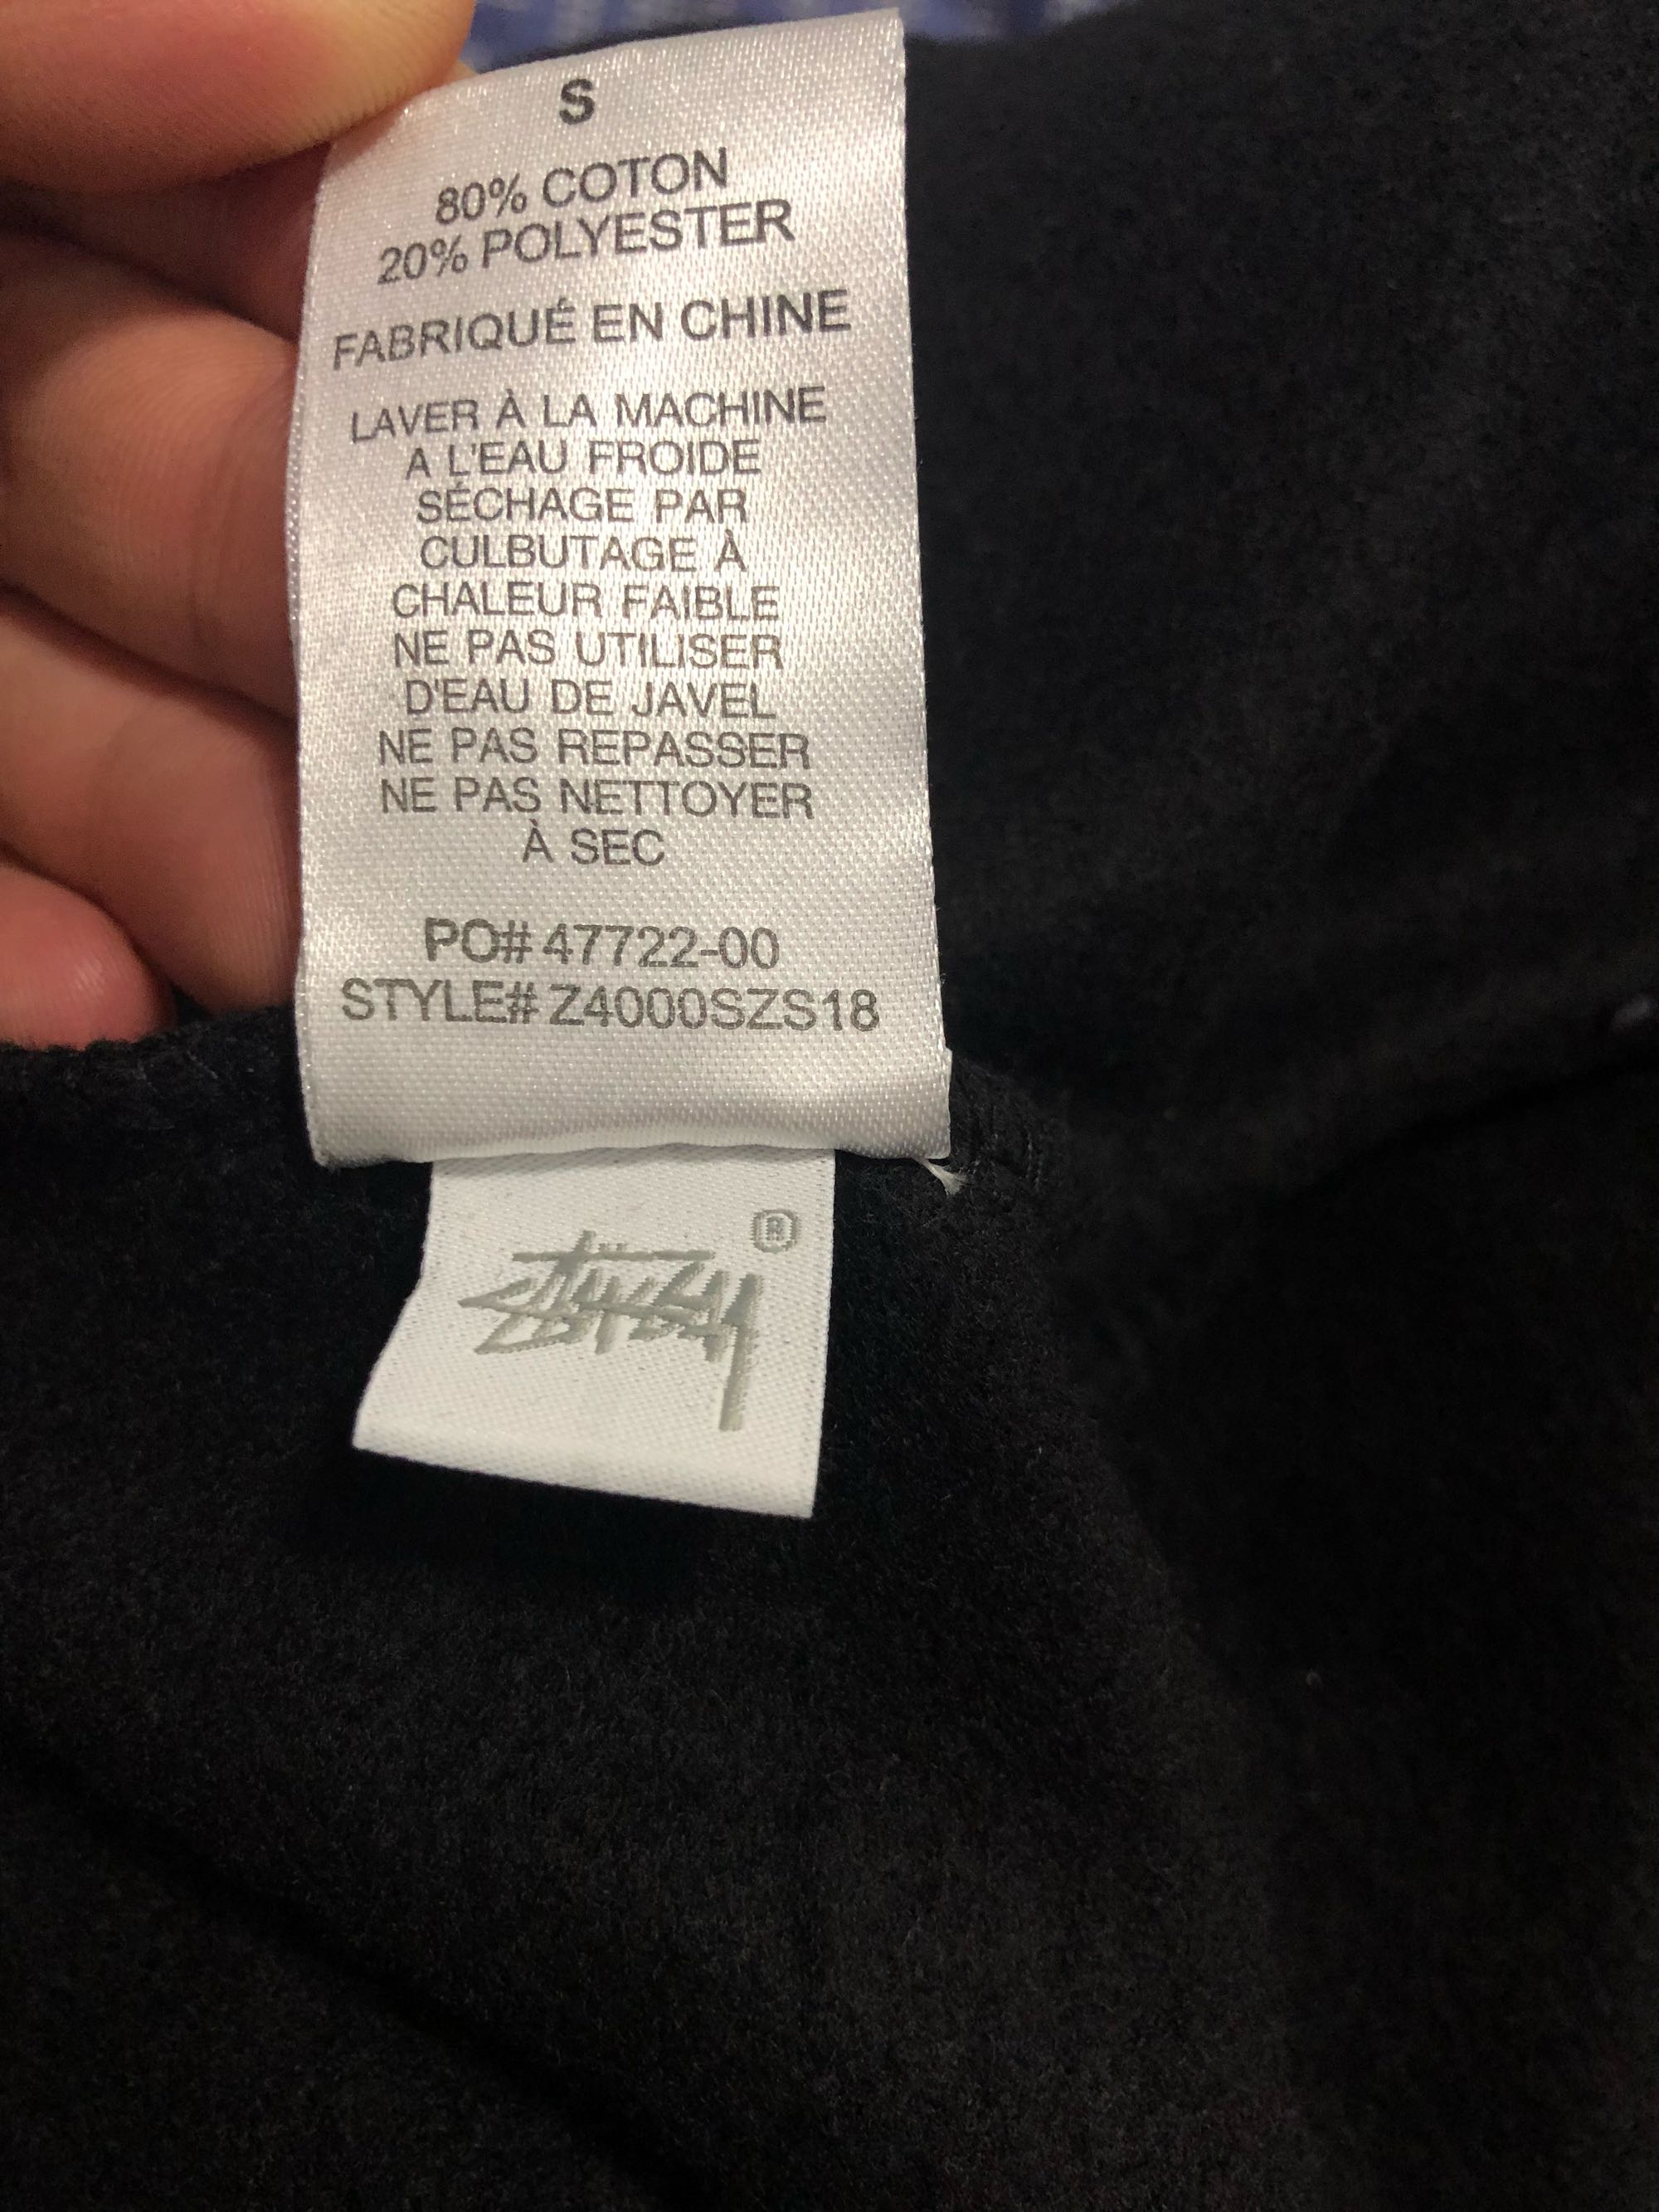 S
80% COTON
20% POLYESTER
FABRIQUÉ EN CHINE
LAVER À LA MACHINE
A L'EAU FROIDE
SÉCHAGE PAR
CULBUTAGE À
CHALEUR FAIBLE
NE PAS UTILISER
D'EAU DE JAVEL
NE PAS REPASSER
NE PAS NETTOYER
À SEC
PO# 47722-00
STYLE# Z4000SZS18
®
Stüssy